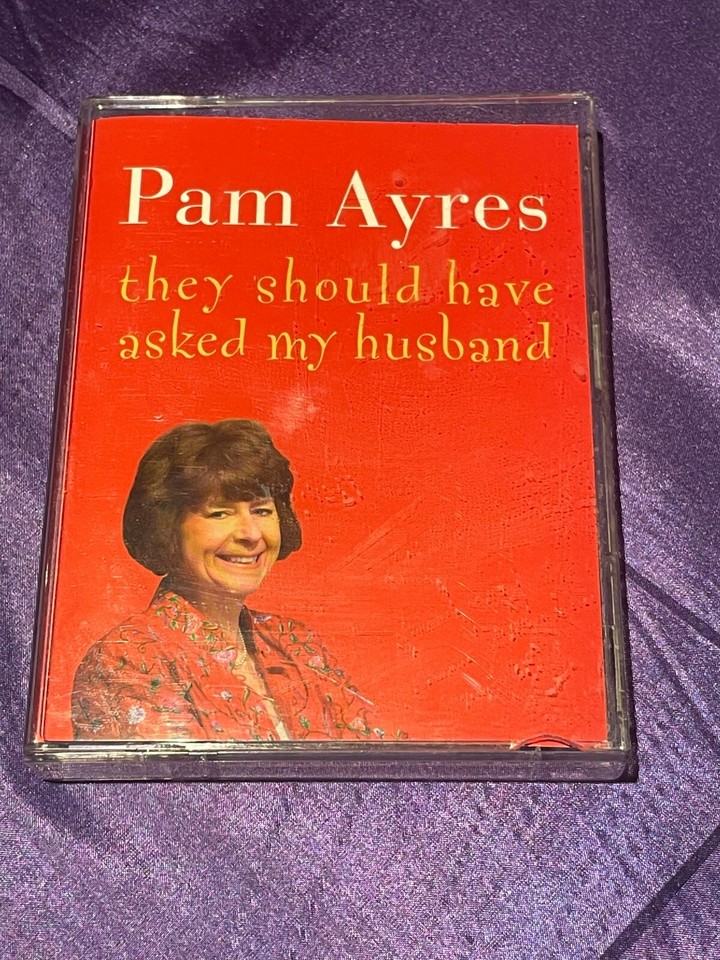 Pam Ayres
they should have
asked my husband